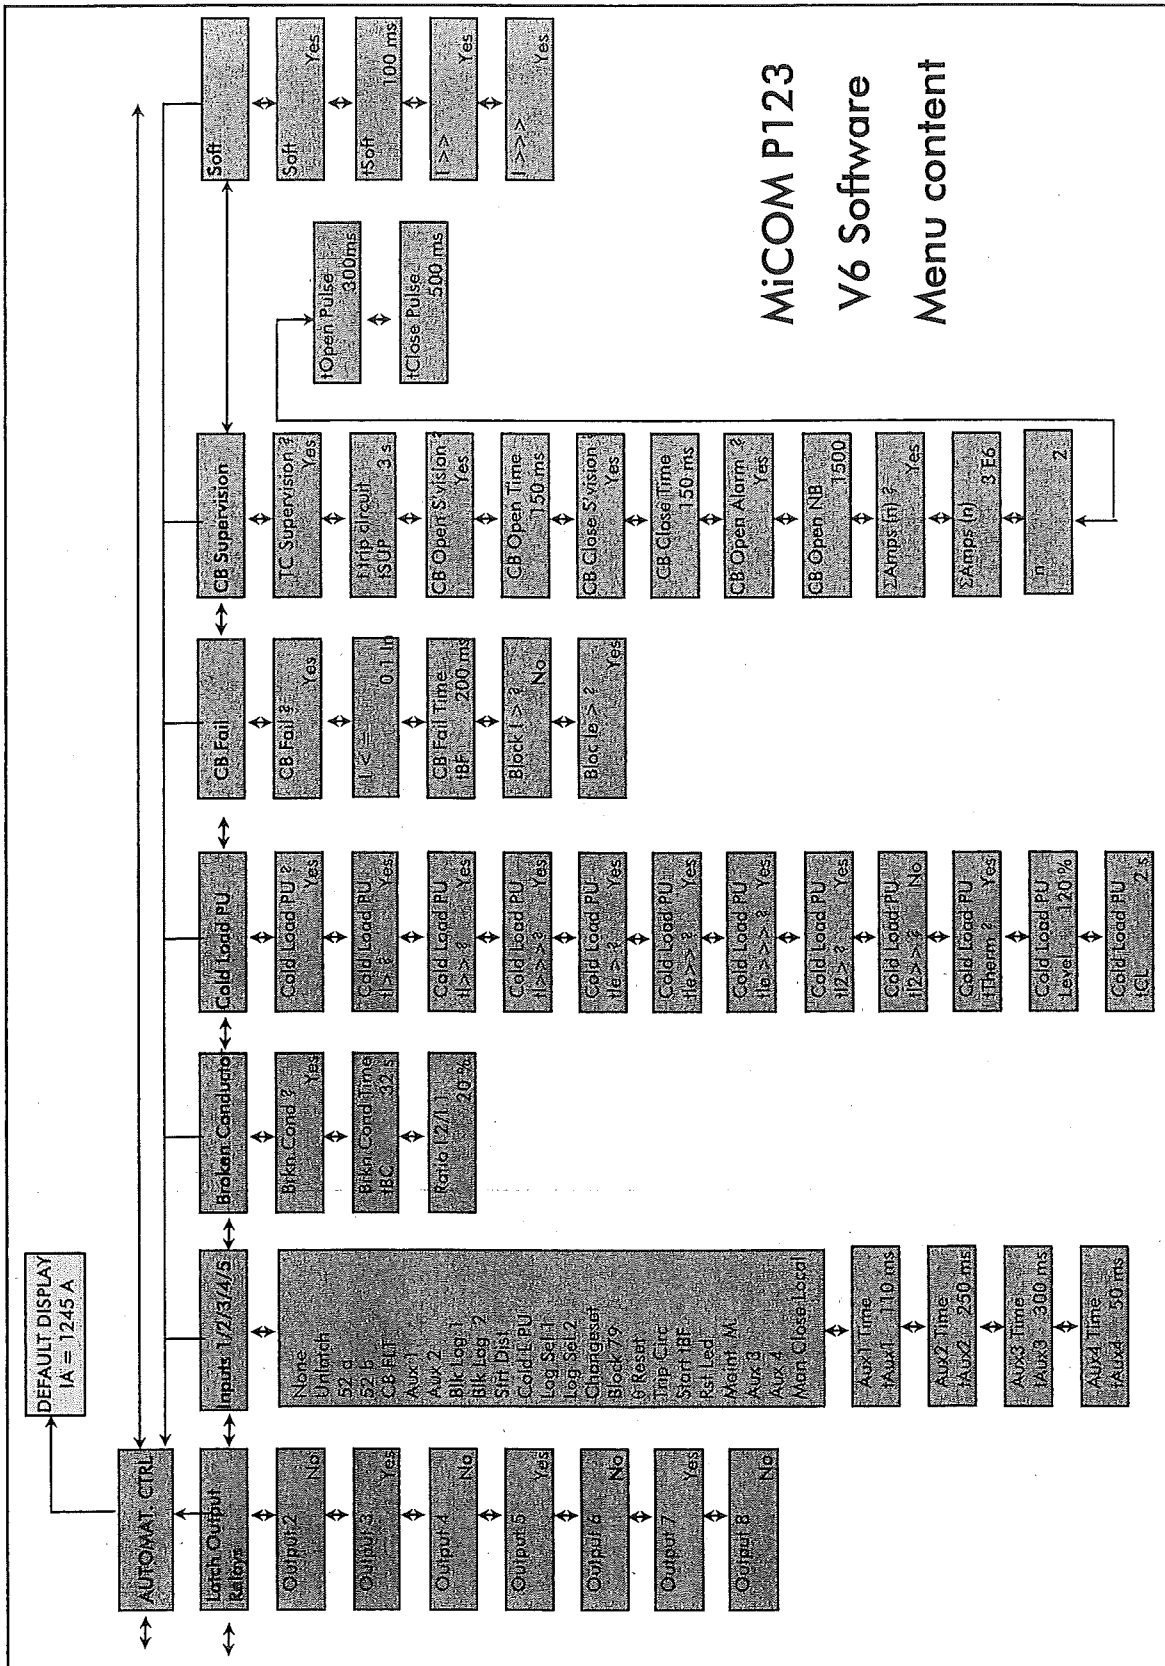 DEFAULT DISPLAY
IA = 1245 A
AUTOMAT. CTRL
Latch Output
Relays
Output 2
No
Output 3
Yes
Output 4
No
Output 5
Yes
Output 6
No
Output 7
Yes
Output 8
No
Inputs 1/2/3/4/5
None
Unlatch
52 a
52 b
CB FLT
Aux 1
Aux 2
Blk Log 1
Blk Log 2
Strt Dist
Cold L PU
Log Sel 1
Log Sel 2
Changeset
Block 79
θ Reset
Trip Circ
Start tBF
Rst Led
Maint M.
Aux 3
Aux 4
Man Close Local
Aux1 Time
tAux1 110 ms
Aux2 Time
tAux2 250 ms
Aux3 Time
tAux3 300 ms
Aux4 Time
tAux4 50 ms
Broken Conductor
Brkn Cond ?
Yes
Brkn Cond Time
tBC 32 s
Ratio I2/I1
20 %
Cold Load PU
Cold Load PU ?
Yes
Cold Load PU
tI> ? Yes
Cold Load PU
tI>> ? Yes
Cold Load PU
tI>>> ? Yes
Cold Load PU
tIe> ? Yes
Cold Load PU
tIe>> ? Yes
Cold Load PU
tIe>>> ? Yes
Cold Load PU
tI2> ? Yes
Cold Load PU
tI2>> ? No
Cold Load PU
tTherm ? Yes
Cold Load PU
Level 120 %
Cold Load PU
tCL 2 s
CB Fail
CB Fail ?
Yes
I < =
0.1 In
CB Fail Time
tBF 200 ms
Block I > ?
No
Bloc Ie > ?
Yes
CB Supervision
TC Supervision ?
Yes
t trip circuit
tSUP 3 s
CB Open S'vision ?
Yes
CB Open Time
150 ms
CB Close S'vision ?
Yes
CB Close Time
150 ms
CB Open Alarm ?
Yes
CB Open NB
1500
ΣAmps (n) ?
Yes
ΣAmps (n)
3 E6
n
2
tOpen Pulse
300ms
tClose Pulse
500 ms
Soft
Soft
Yes
tSoft
100 ms
I >>
Yes
I >>>
Yes
MiCOM P123
V6 Software
Menu content